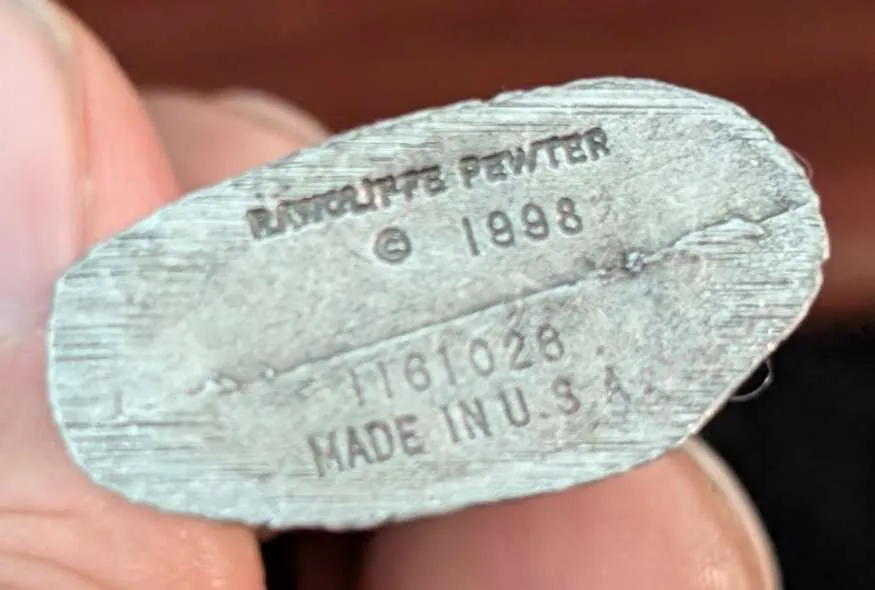 RAWCLIFFE PEWTER
© 1998
1161028
MADE IN U.S.A.